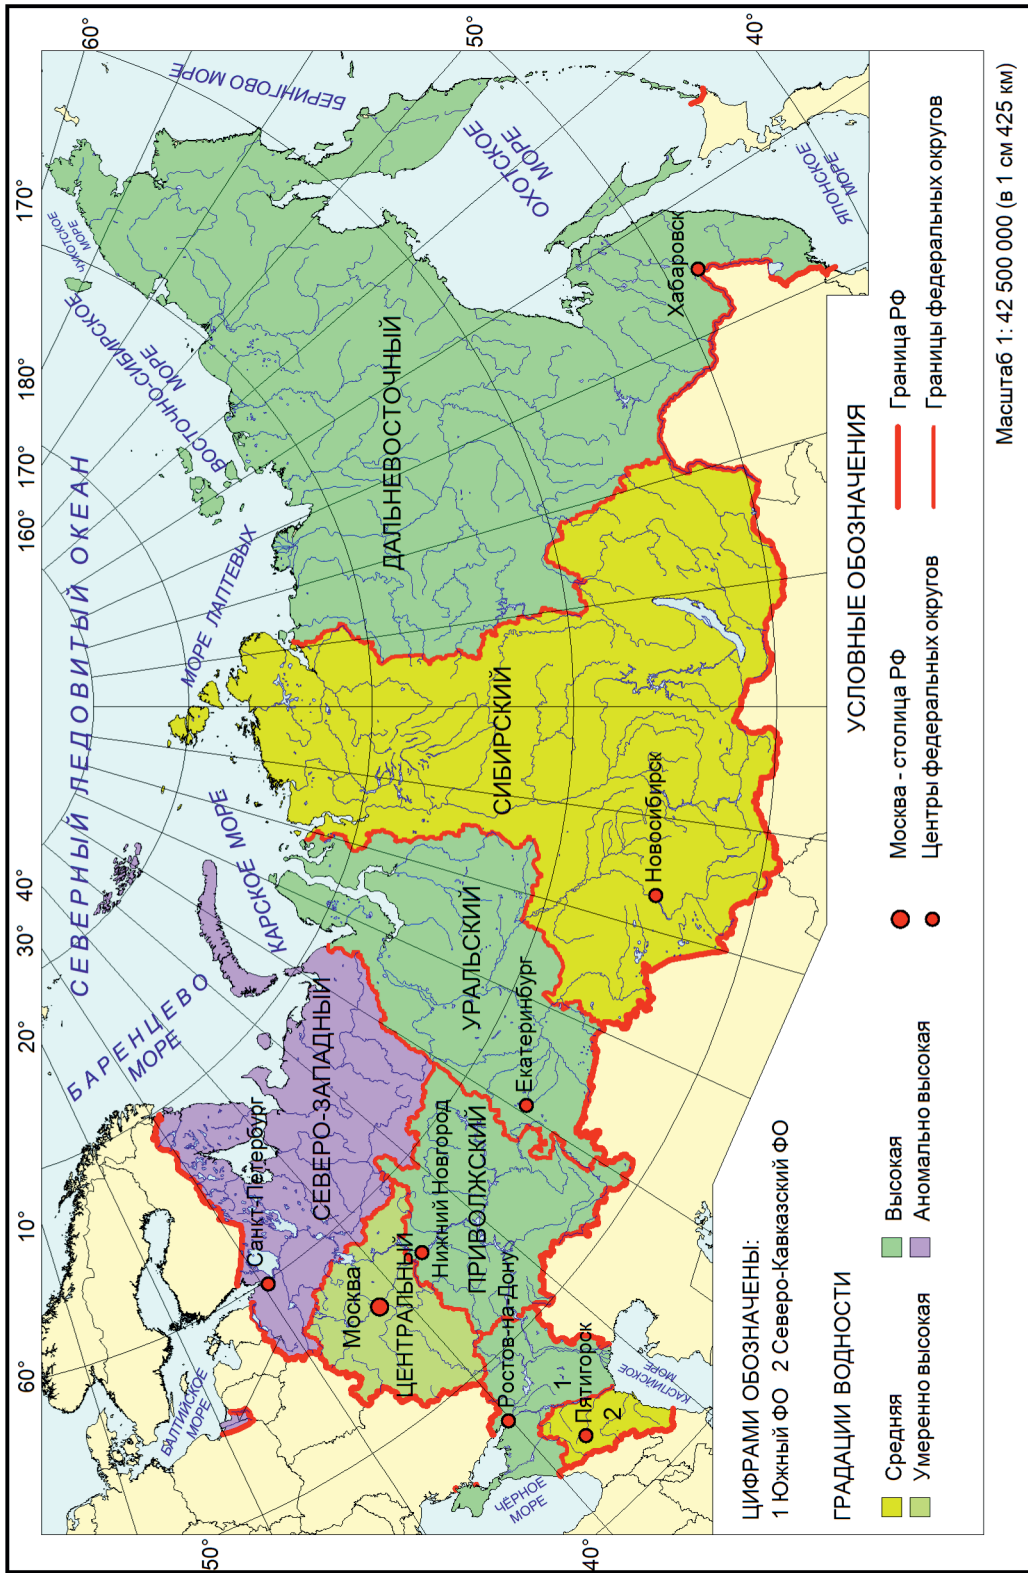 60°
50°
40°
170°
180°
170°
160°
40°
30°
20°
10°
60°
50°
40°
СЕВЕРНЫЙ ЛЕДОВИТЫЙ ОКЕАН
БАРЕНЦЕВО
МОРЕ
КАРСКОЕ МОРЕ
МОРЕ ЛАПТЕВЫХ
ВОСТОЧНО-СИБИРСКОЕ
МОРЕ
ЧУКОТСКОЕ
МОРЕ
БЕРИНГОВО МОРЕ
ОХОТСКОЕ
МОРЕ
ЯПОНСКОЕ
МОРЕ
БАЛТИЙСКОЕ
МОРЕ
ЧЁРНОЕ
МОРЕ
КАСПИЙСКОЕ
МОРЕ
Санкт-Петербург
СЕВЕРО-ЗАПАДНЫЙ
Москва
ЦЕНТРАЛЬНЫЙ
Нижний Новгород
ПРИВОЛЖСКИЙ
Ростов-на-Дону
1
Пятигорск
2
УРАЛЬСКИЙ
Екатеринбург
СИБИРСКИЙ
Новосибирск
ДАЛЬНЕВОСТОЧНЫЙ
Хабаровск
ЦИФРАМИ ОБОЗНАЧЕНЫ:
1 Южный ФО 2 Северо-Кавказский ФО
ГРАДАЦИИ ВОДНОСТИ
Средняя
Умеренно высокая
Высокая
Аномально высокая
УСЛОВНЫЕ ОБОЗНАЧЕНИЯ
Москва - столица РФ
Центры федеральных округов
Граница РФ
Границы федеральных округов
Масштаб 1: 42 500 000 (в 1 см 425 км)